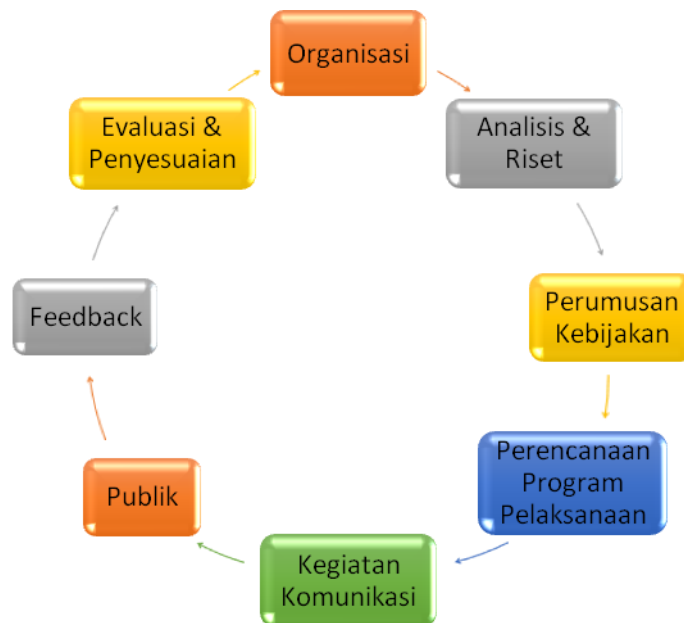 Organisasi
Analisis &
Riset
Perumusan
Kebijakan
Perencanaan
Program
Pelaksanaan
Kegiatan
Komunikasi
Publik
Feedback
Evaluasi &
Penyesuaian